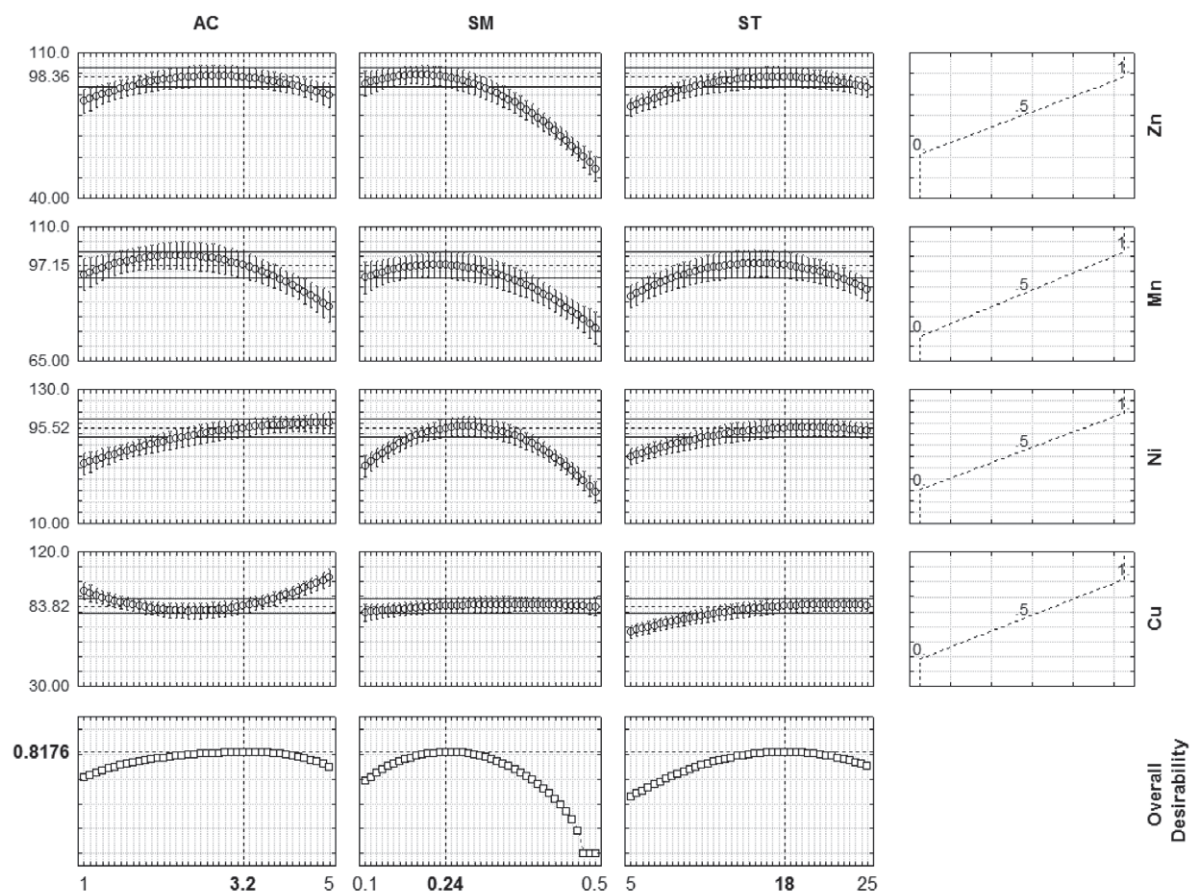 AC SM ST
110.0
98.36
40.00
0. .5 1.
Zn
110.0
97.15
65.00
0. .5 1.
Mn
130.0
95.52
10.00
0. .5 1.
Ni
120.0
83.82
30.00
0. .5 1.
Cu
0.8176
Overall
Desirability
1 3.2 5 0.1 0.24 0.5 5 18 25